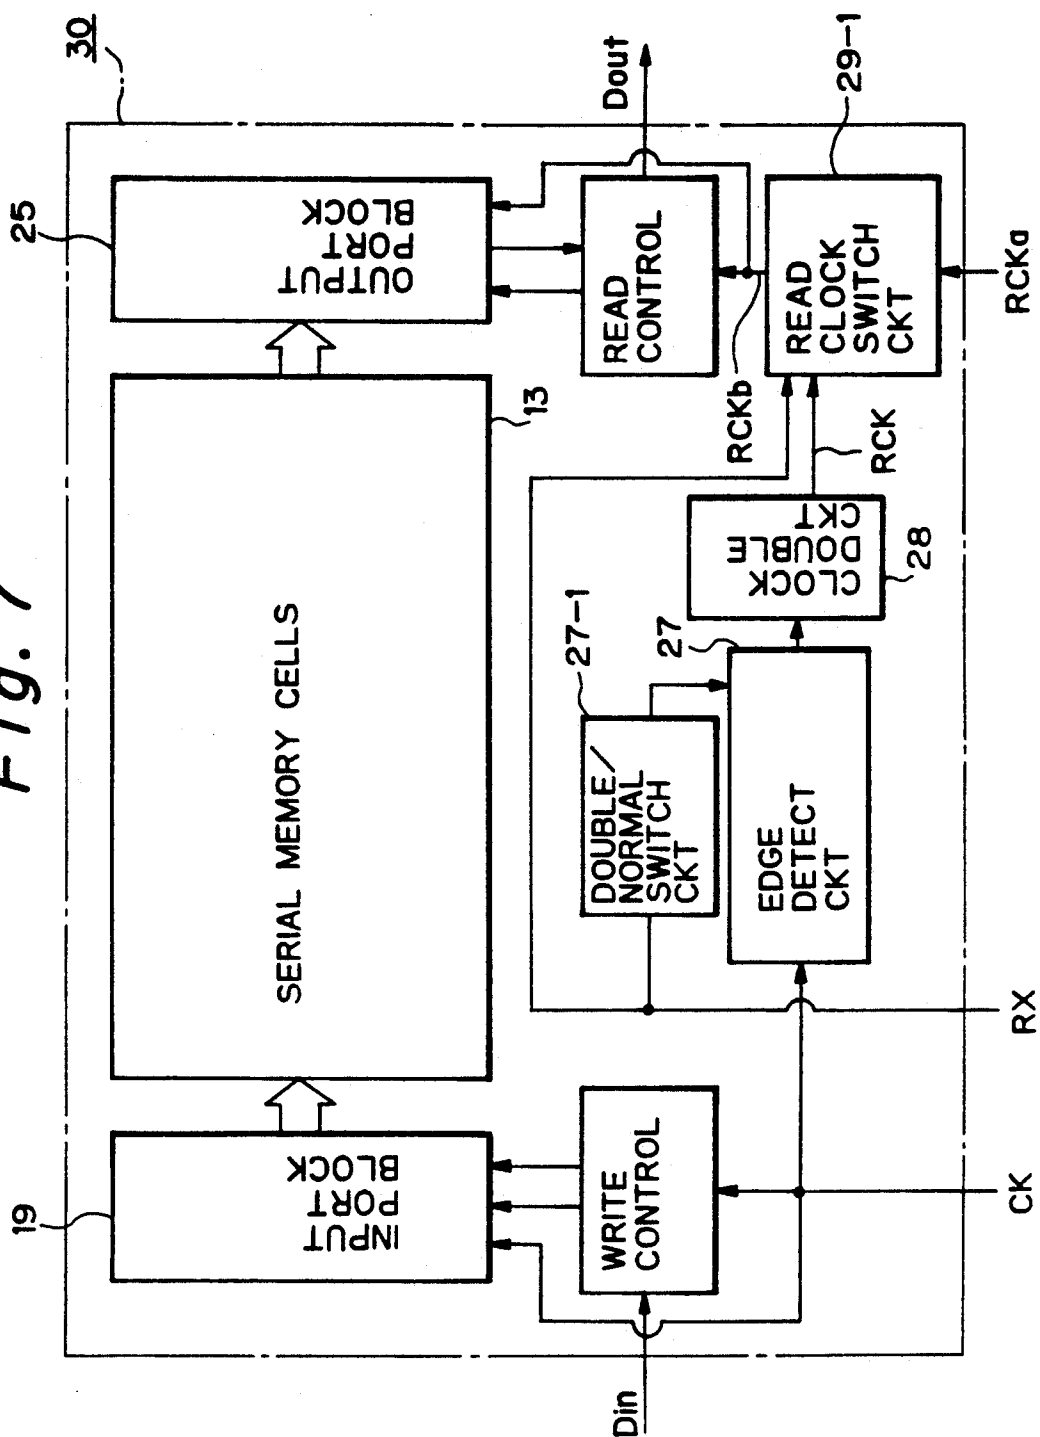 Fig. 7
30
19
INPUT
PORT
BLOCK
SERIAL MEMORY CELLS
13
25
OUTPUT
PORT
BLOCK
Din
WRITE
CONTROL
DOUBLE/
NORMAL
SWITCH
CKT
27-1
EDGE
DETECT
CKT
27
CLOCK
DOUBLE
CKT
28
RCK
RCKb
READ
CONTROL
Dout
READ
CLOCK
SWITCH
CKT
29-1
CK
RX
RCKa